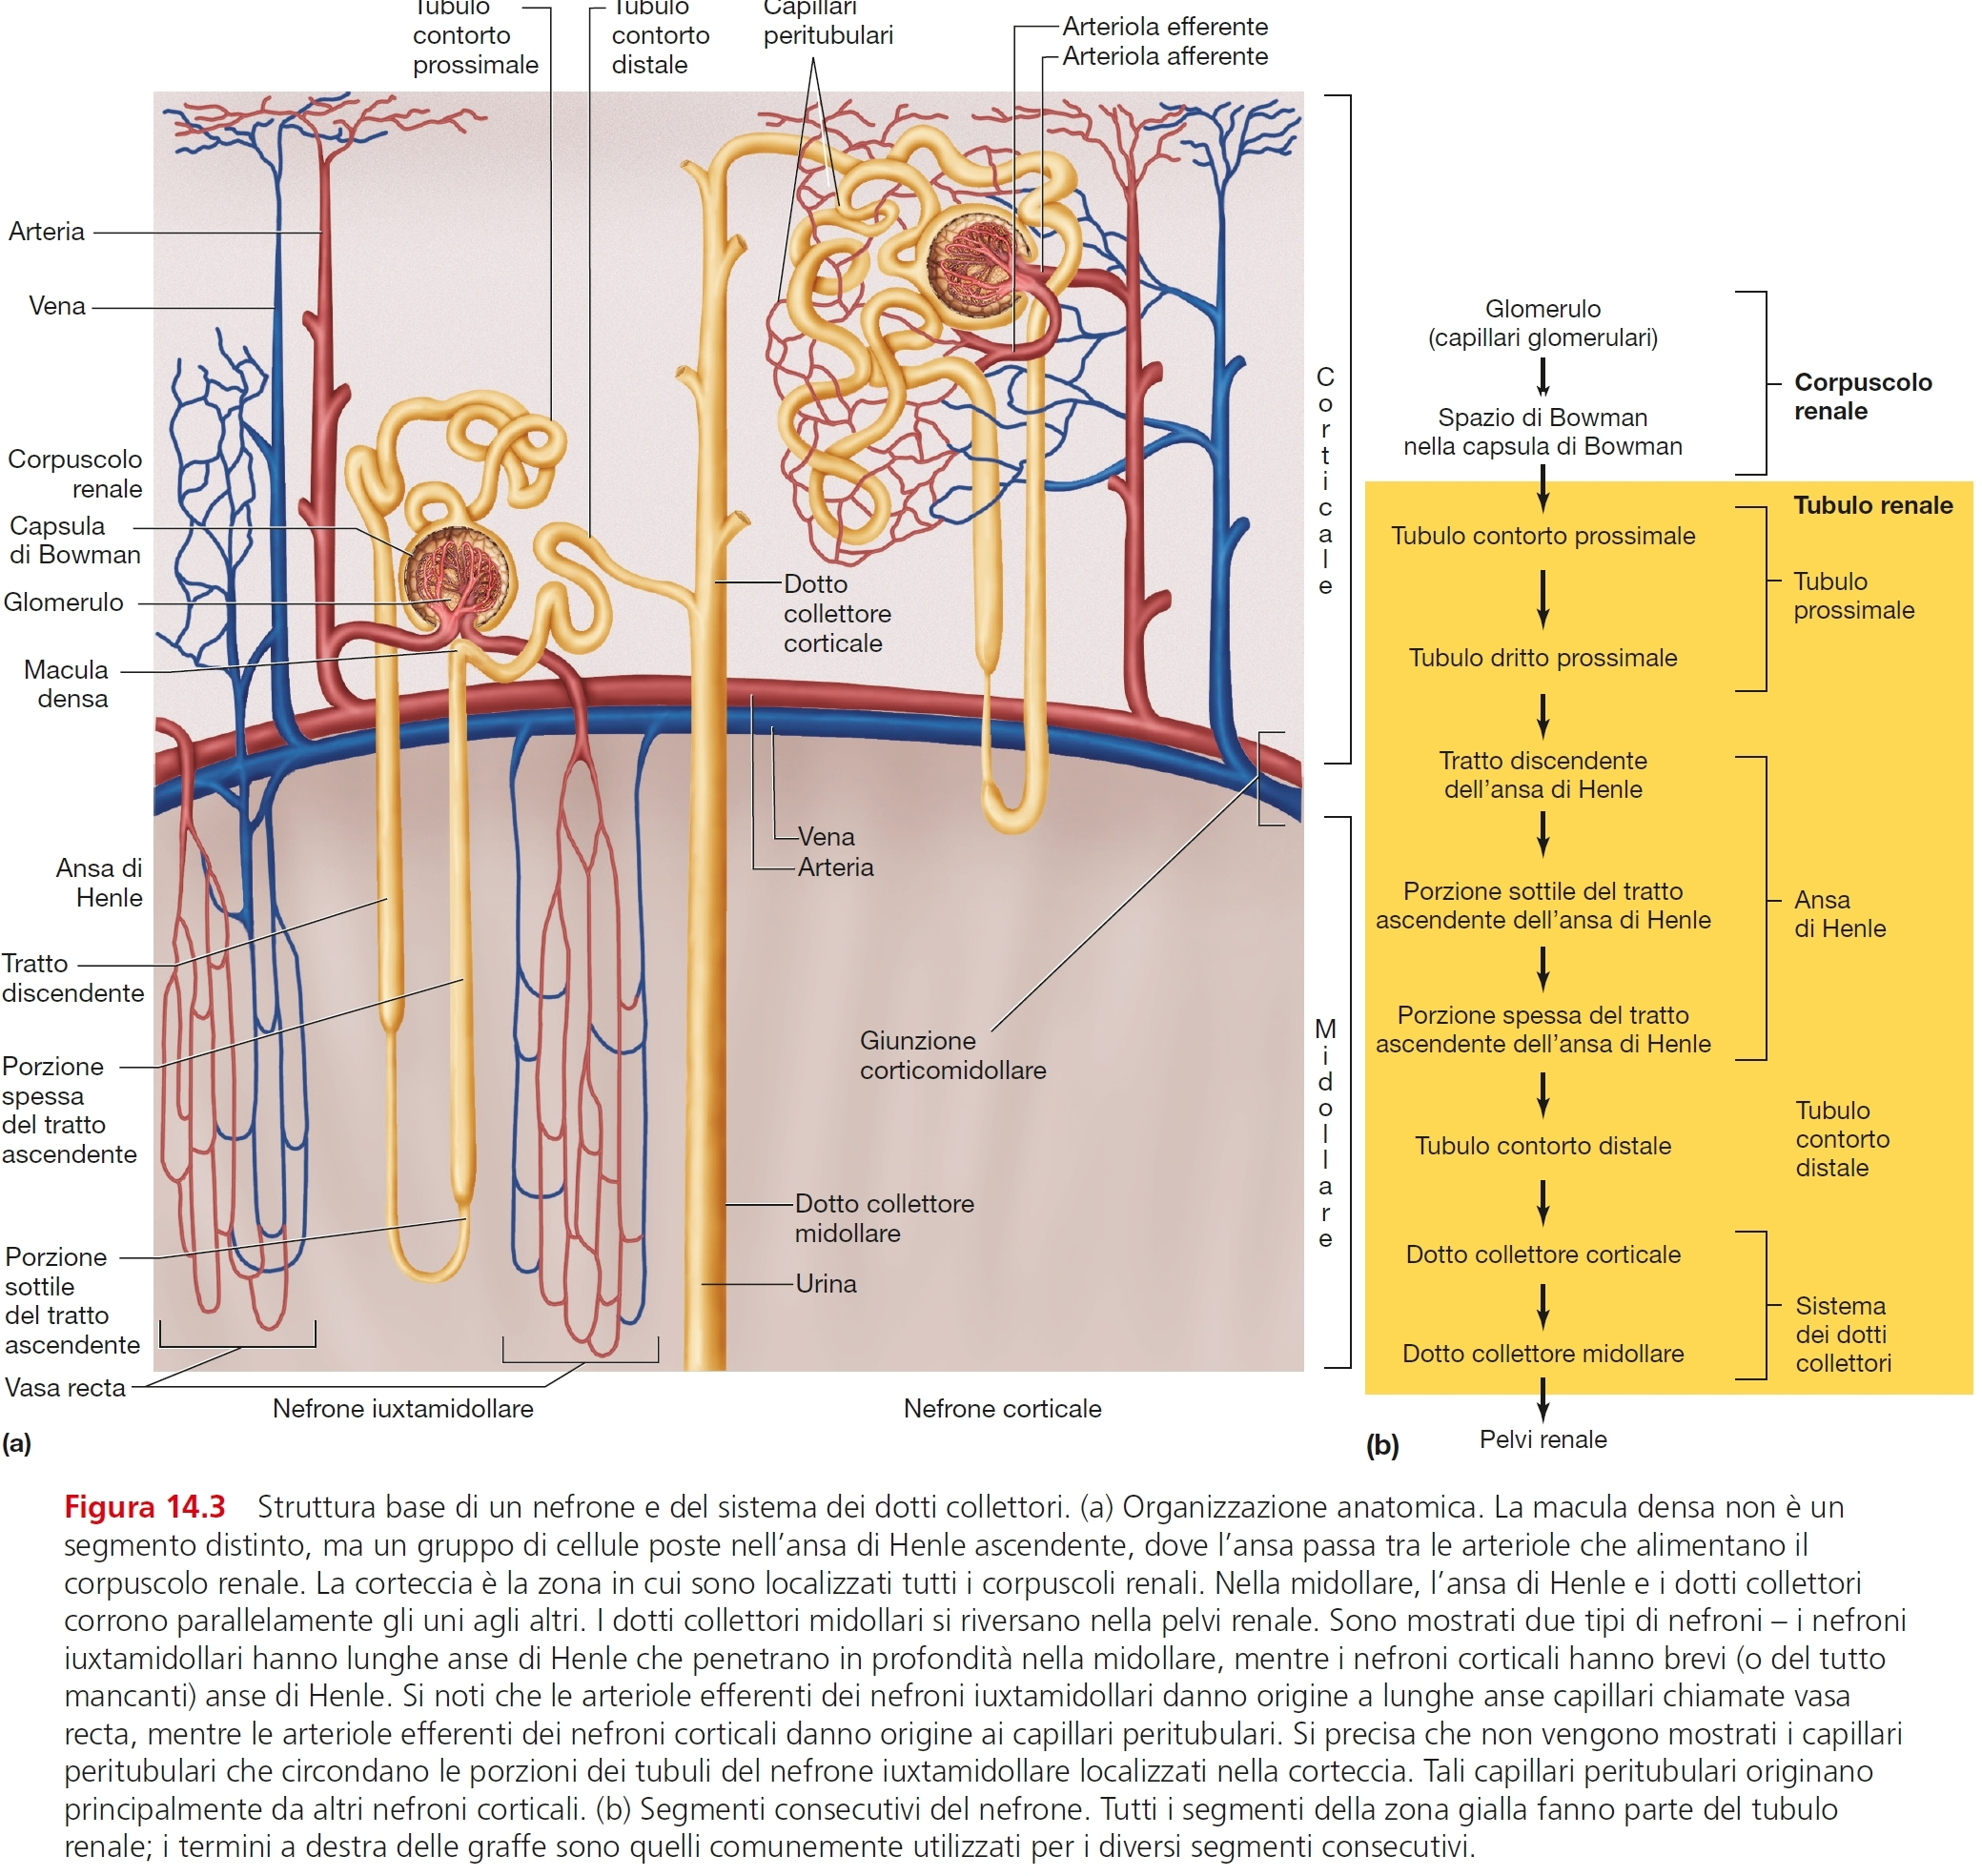 Tubulo
contorto
prossimale
Tubulo
contorto
distale
Capillari
peritubulari
Arteriola efferente
Arteriola afferente
Arteria
Vena
Corpuscolo
renale
Capsula
di Bowman
Glomerulo
Macula
densa
Ansa di
Henle
Tratto
discendente
Porzione
spessa
del tratto
ascendente
Porzione
sottile
del tratto
ascendente
Vasa recta
Dotto
collettore
corticale
Vena
Arteria
Giunzione
corticomidollare
Dotto collettore
midollare
Urina
Nefrone iuxtamidollare
Nefrone corticale
(a)
Corticale
Midollare
Glomerulo
(capillari glomerulari)
Spazio di Bowman
nella capsula di Bowman
Corpuscolo
renale
Tubulo renale
Tubulo contorto prossimale
Tubulo
prossimale
Tubulo dritto prossimale
Tratto discendente
dell'ansa di Henle
Porzione sottile del tratto
ascendente dell'ansa di Henle
Ansa
di Henle
Porzione spessa del tratto
ascendente dell'ansa di Henle
Tubulo contorto distale
Tubulo
contorto
distale
Dotto collettore corticale
Sistema
dei dotti
collettori
Dotto collettore midollare
(b)
Pelvi renale
Figura 14.3 Struttura base di un nefrone e del sistema dei dotti collettori. (a) Organizzazione anatomica. La macula densa non è un
segmento distinto, ma un gruppo di cellule poste nell'ansa di Henle ascendente, dove l'ansa passa tra le arteriole che alimentano il
corpuscolo renale. La corteccia è la zona in cui sono localizzati tutti i corpuscoli renali. Nella midollare, l'ansa di Henle e i dotti collettori
corrono parallelamente gli uni agli altri. I dotti collettori midollari si riversano nella pelvi renale. Sono mostrati due tipi di nefroni – i nefroni
iuxtamidollari hanno lunghe anse di Henle che penetrano in profondità nella midollare, mentre i nefroni corticali hanno brevi (o del tutto
mancanti) anse di Henle. Si noti che le arteriole efferenti dei nefroni iuxtamidollari danno origine a lunghe anse capillari chiamate vasa
recta, mentre le arteriole efferenti dei nefroni corticali danno origine ai capillari peritubulari. Si precisa che non vengono mostrati i capillari
peritubulari che circondano le porzioni dei tubuli del nefrone iuxtamidollare localizzati nella corteccia. Tali capillari peritubulari originano
principalmente da altri nefroni corticali. (b) Segmenti consecutivi del nefrone. Tutti i segmenti della zona gialla fanno parte del tubulo
renale; i termini a destra delle graffe sono quelli comunemente utilizzati per i diversi segmenti consecutivi.